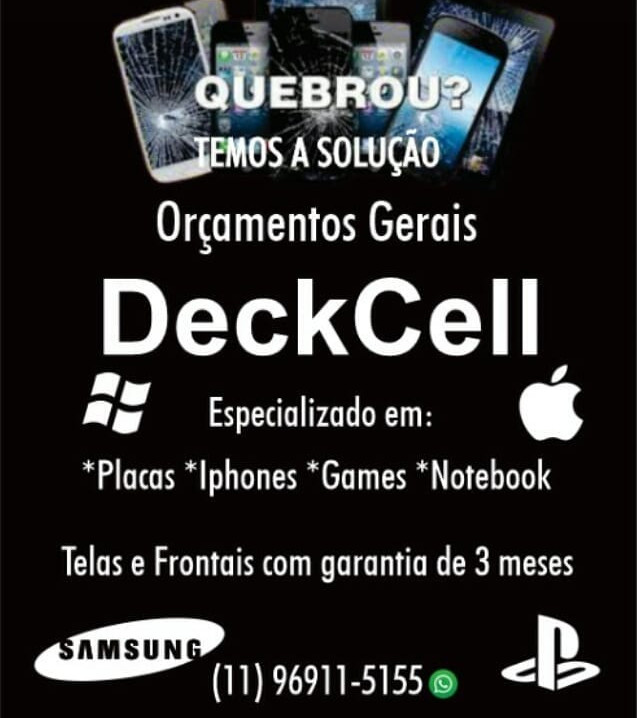 QUEBROU?
TEMOS A SOLUÇÃO
Orçamentos Gerais
DeckCell
Especializado em:
*Placas *Iphones *Games *Notebook
Telas e Frontais com garantia de 3 meses
SAMSUNG
(11) 96911-5155